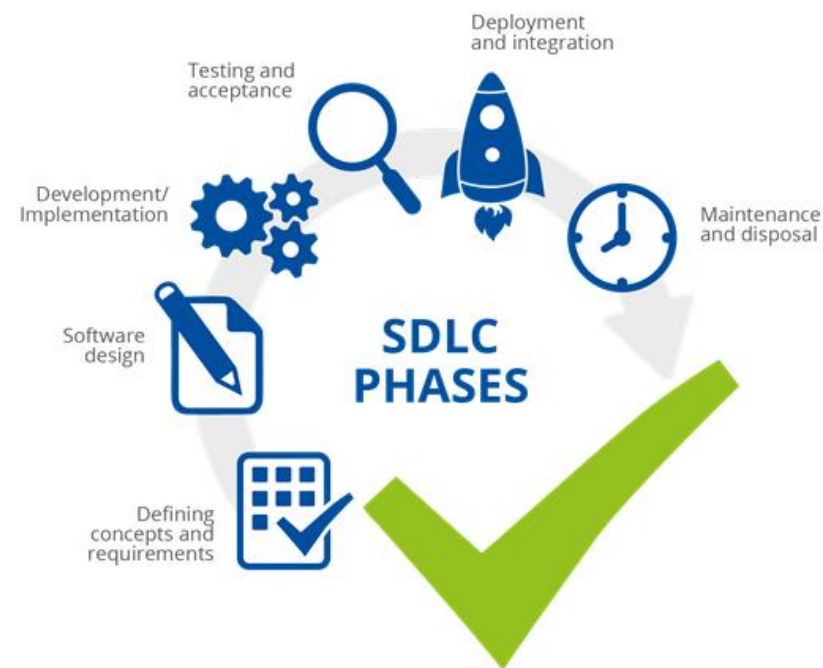 Deployment
and integration
Testing and
acceptance
Development/
Implementation
Maintenance
and disposal
Software
design
SDLC
PHASES
Defining
concepts and
requirements